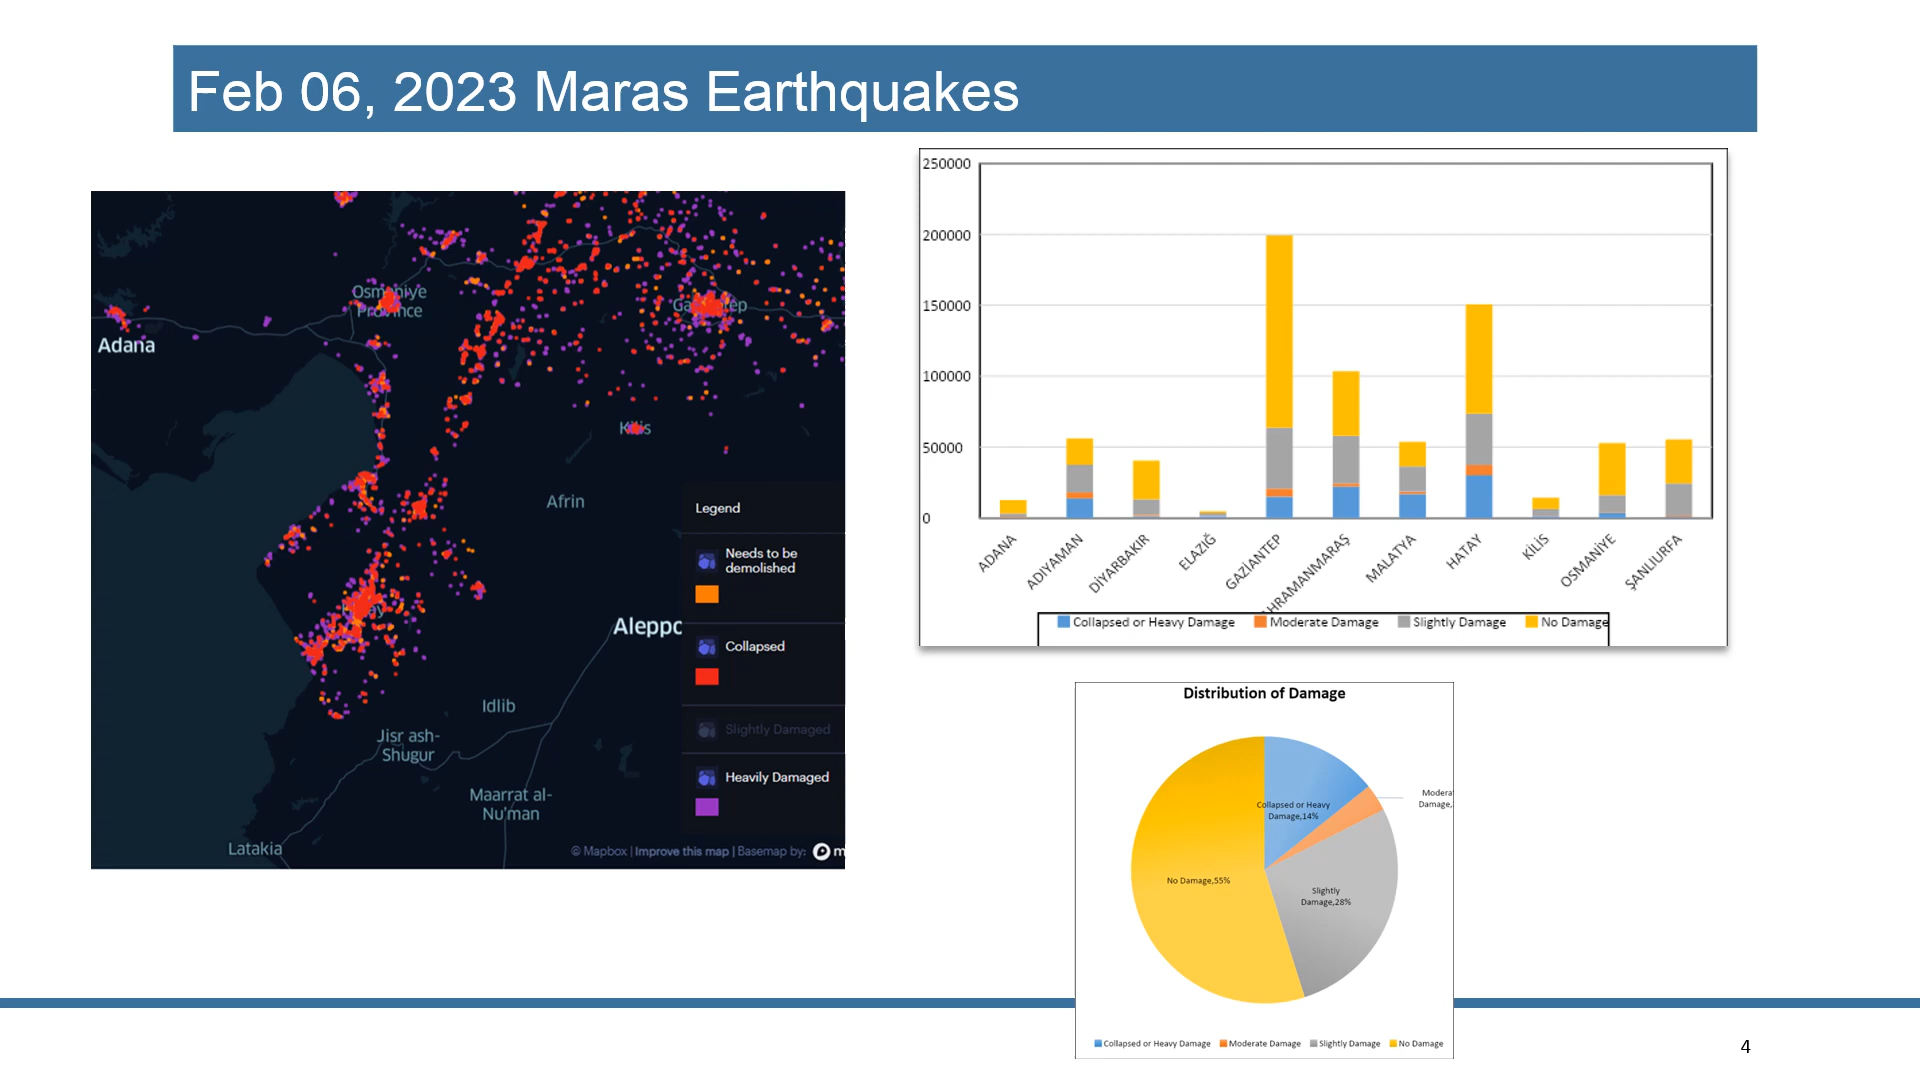 Feb 06, 2023 Maras Earthquakes
Osmaniye
Province
Adana
Kilis
Afrin
Aleppo
Idlib
Jisr ash-
Shugur
Maarrat al-
Nu'man
Latakia
Legend
Needs to be
demolished
Collapsed
Slightly Damaged
Heavily Damaged
© Mapbox | Improve this map | Basemap by:
250000
200000
150000
100000
50000
0
ADANA
ADIYAMAN
DİYARBAKIR
ELAZIĞ
GAZİANTEP
AHRAMANMARAŞ
MALATYA
HATAY
KİLİS
OSMANİYE
ŞANLIURFA
Collapsed or Heavy Damage Moderate Damage Slightly Damage No Damage
Distribution of Damage
Collapsed or Heavy
Damage,14%
Modera
Damage,
No Damage,55%
Slightly
Damage,28%
Collapsed or Heavy Damage Moderate Damage Slightly Damage No Damage
4